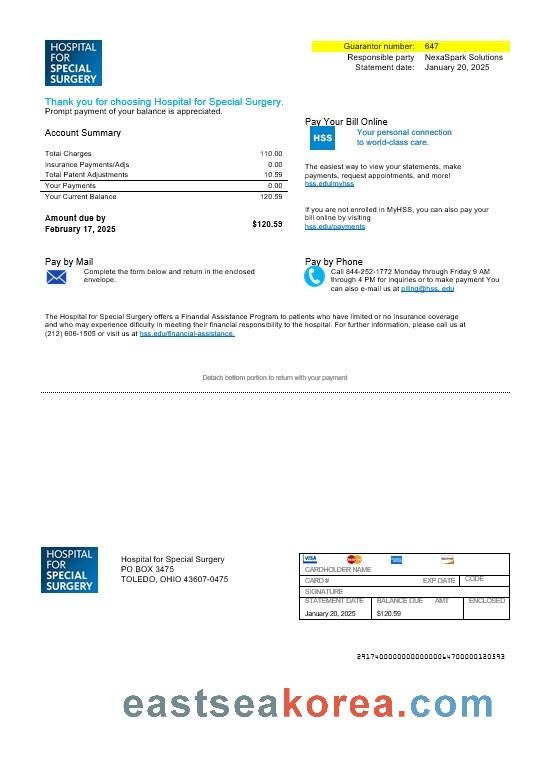 HOSPITAL
FOR
SPECIAL
SURGERY
Guarantor number: 647
Responsible party NexaSpark Solutions
Statement date: January 20, 2025
Thank you for choosing Hospital for Special Surgery.
Prompt payment of your balance is appreciated.
Account Summary
Total Charges 110.00
Insurance Payments/Adjs 0.00
Total Patent Adjustments 10.59
Your Payments 0.00
Your Current Balance 120.59
Amount due by
February 17, 2025 $120.59
Pay Your Bill Online
HSS
Your personal connection
to world-class care.
The easiest way to view your statements, make
payments, request appointments, and more!
hss.edu/myhss
If you are not enrolled in MyHSS, you can also pay your
bill online by visiting
hss.edu/payments
Pay by Mail
Complete the form below and return in the enclosed
envelope.
Pay by Phone
Call 844-252-1772 Monday through Friday 9 AM
through 4 PM for inquiries or to make payment You
can also e-mail us at piling@hss. edu
The Hospital for Special Surgery offers a Finandal Assistance Program to patients who have limited or no Insurance coverage
and who may experience dificulty in meeting their financial responsibility to the hospital. For further information, please call us at
(212) 606-1505 or visit us at hss.edu/financial-assistance.
Detach bottom portion to return with your payment
HOSPITAL
FOR
SPECIAL
SURGERY
Hospital for Special Surgery
PO BOX 3475
TOLEDO, OHIO 43607-0475
VISA
CARDHOLDER NAME
CARD # EXP DATE CODE
SIGNATURE
STATEMENT DATE BALANCE DUE AMT ENCLOSED
January 20, 2025 $120.59
eastseakorea.com